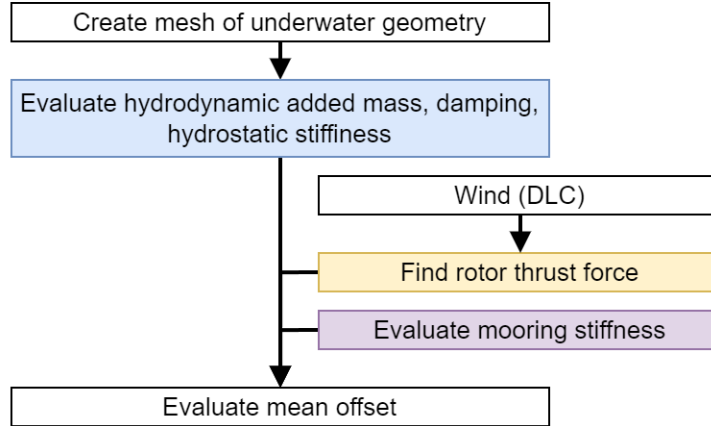 Create mesh of underwater geometry
Evaluate hydrodynamic added mass, damping,
hydrostatic stiffiness
Wind (DLC)
Find rotor thrust force
Evaluate mooring stiffness
Evaluate mean offset